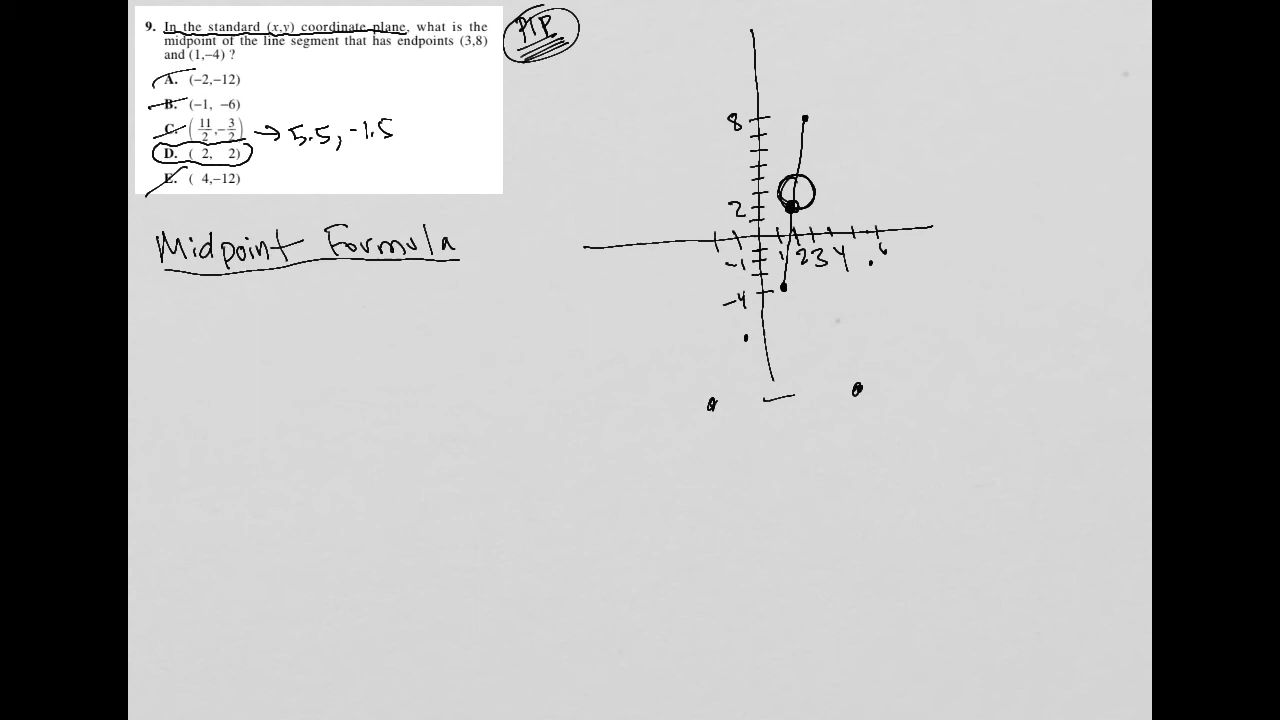 9. In the standard (x,y) coordinate plane, what is the
midpoint of the line segment that has endpoints (3,8)
and (1,−4) ?
A. (−2,−12)
B. (−1, −6)
C. (11/2, −3/2) → 5.5, -1.5
D. ( 2, 2)
E. ( 4,−12)
PIP
Midpoint Formula
8
2
-1 1 2 3 4 6
-4